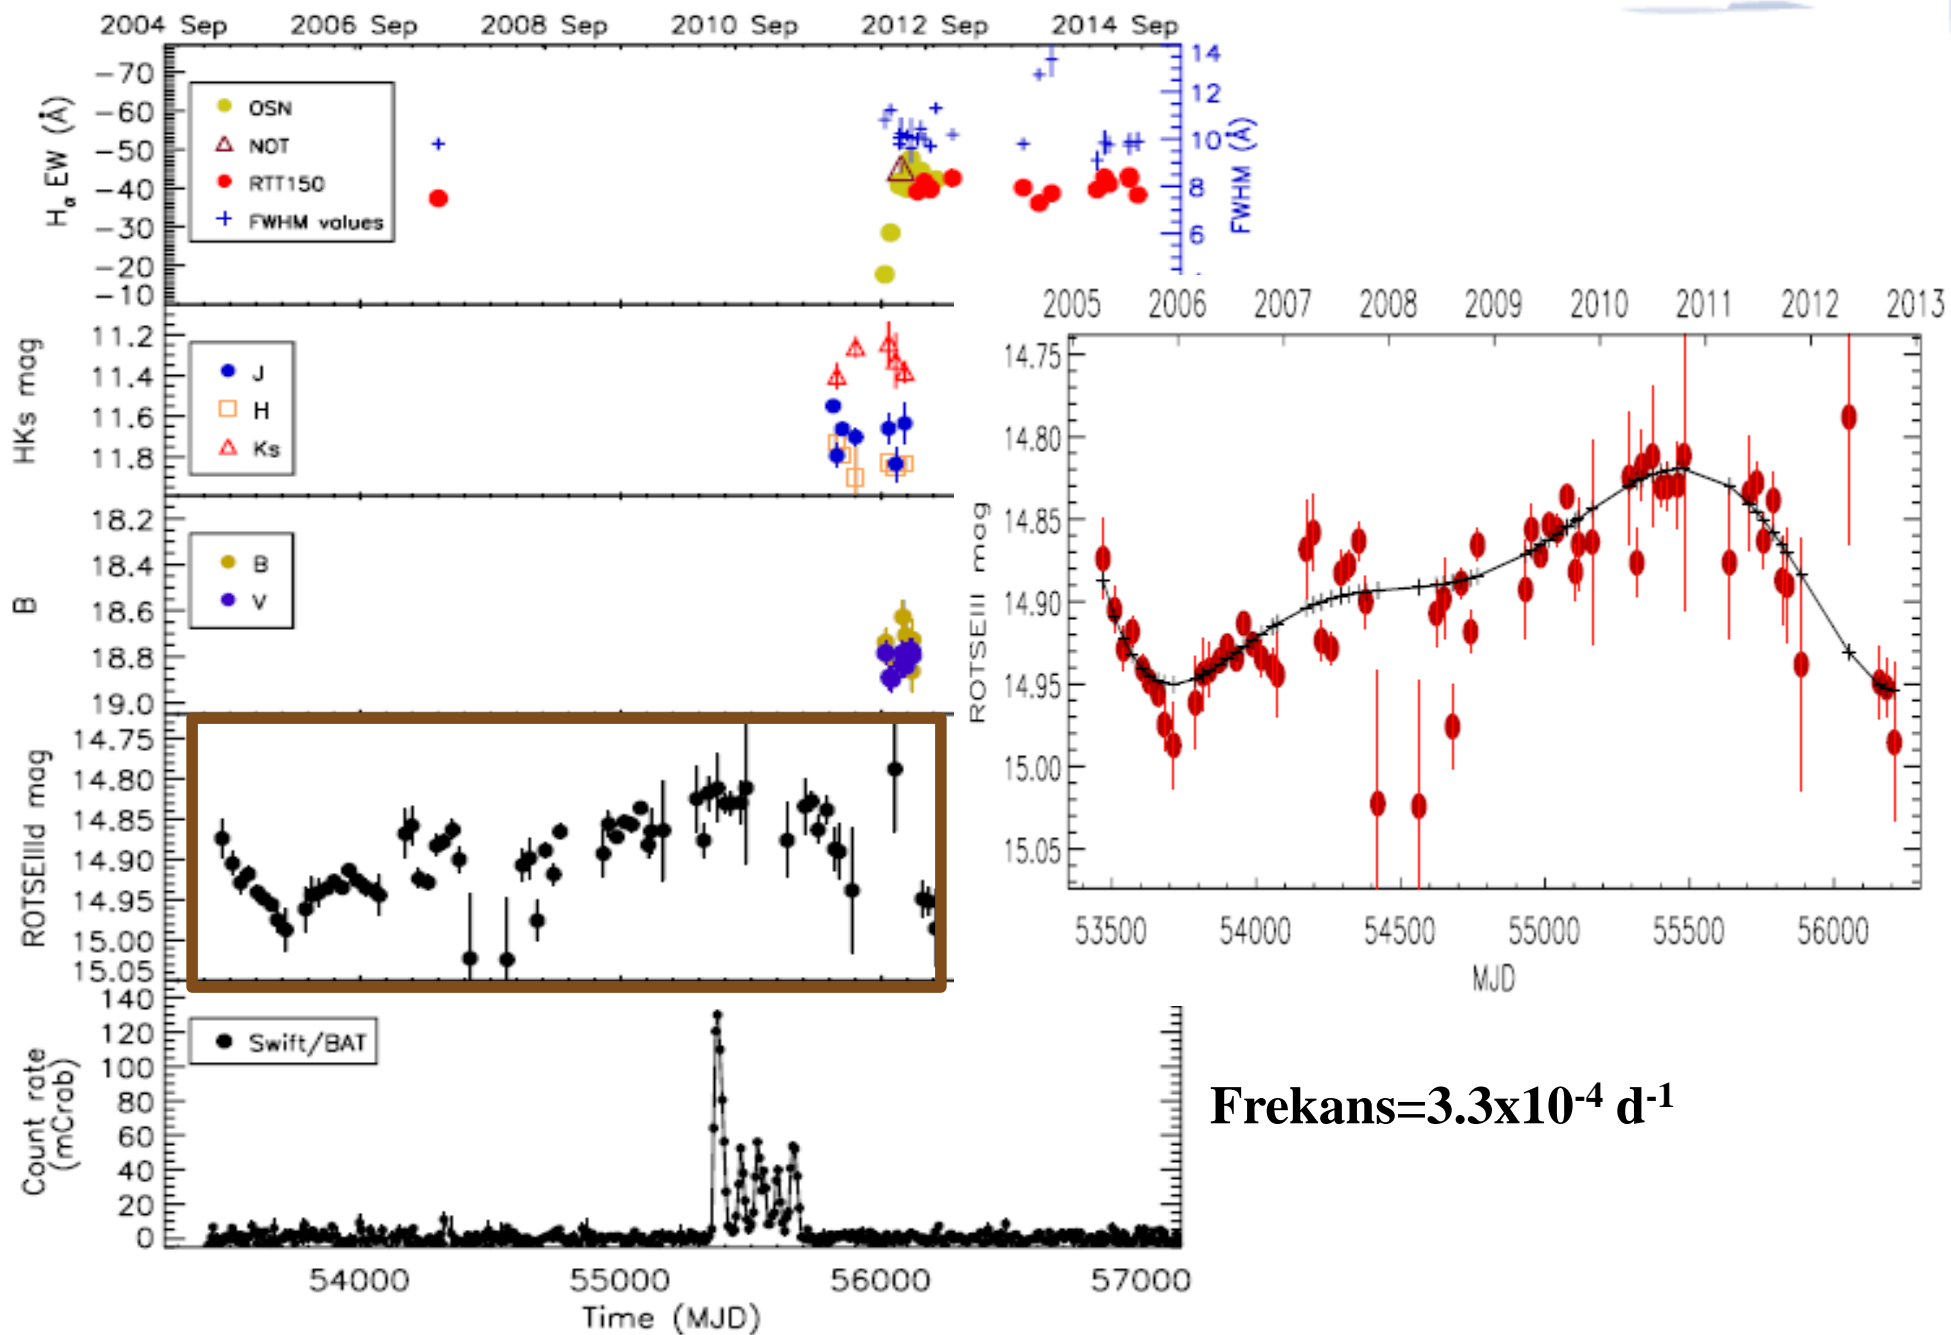 2004 Sep 2006 Sep 2008 Sep 2010 Sep 2012 Sep 2014 Sep
−70
−60
−50
−40
−30
−20
−10
Hα EW (Å)
OSN
NOT
RTT150
FWHM values
14
12
10
8
6
FWHM (Å)
11.2
11.4
11.6
11.8
HKs mag
J
H
Ks
18.2
18.4
18.6
18.8
19.0
B
B
V
14.75
14.80
14.85
14.90
14.95
15.00
15.05
ROTSEIIId mag
140
120
100
80
60
40
20
0
Count rate
(mCrab)
Swift/BAT
54000 55000 56000 57000
Time (MJD)
2005 2006 2007 2008 2009 2010 2011 2012 2013
14.75
14.80
14.85
14.90
14.95
15.00
15.05
ROTSEIII mag
53500 54000 54500 55000 55500 56000
MJD
Frekans=3.3x10⁻⁴ d⁻¹